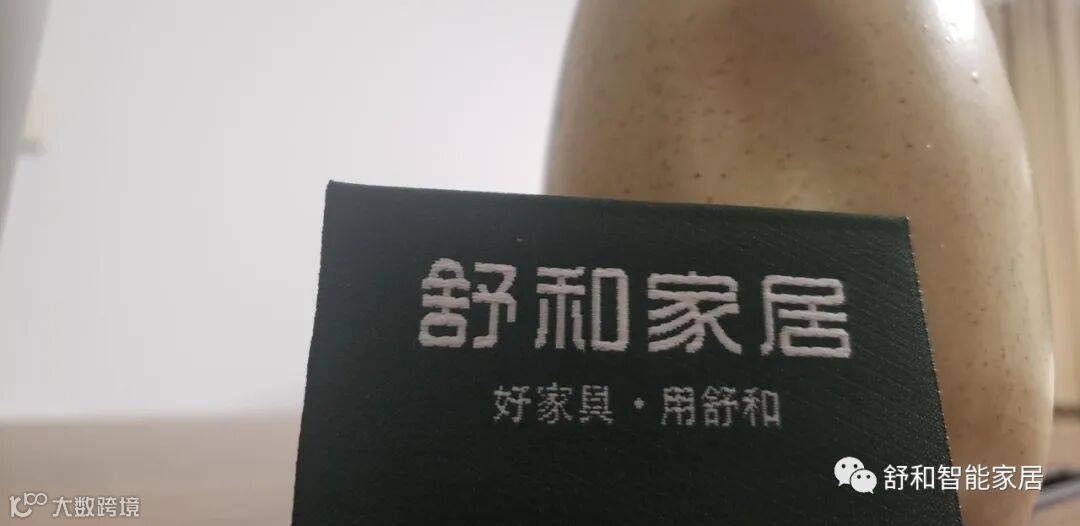 舒和家居
好家具·用舒和
舒和智能家居
大数跨境